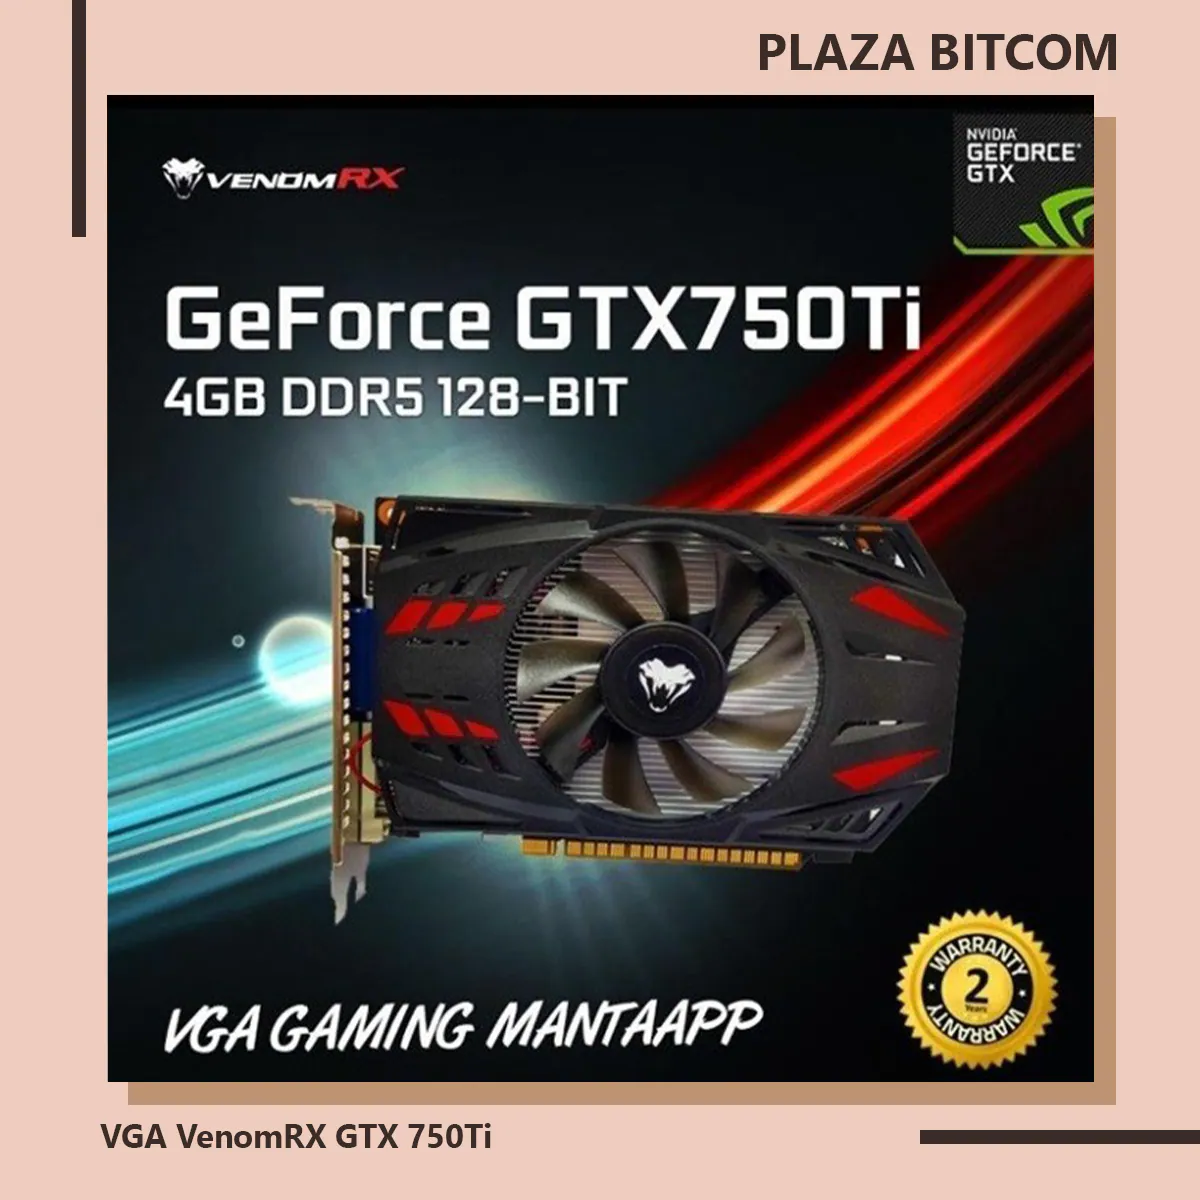 PLAZA BITCOM
VENOMRX
NVIDIA
GEFORCE
GTX
GeForce GTX750Ti
4GB DDR5 128-BIT
VGA GAMING MANTAAPP
WARRANTY
2
Years
WARRANTY
VGA VenomRX GTX 750Ti